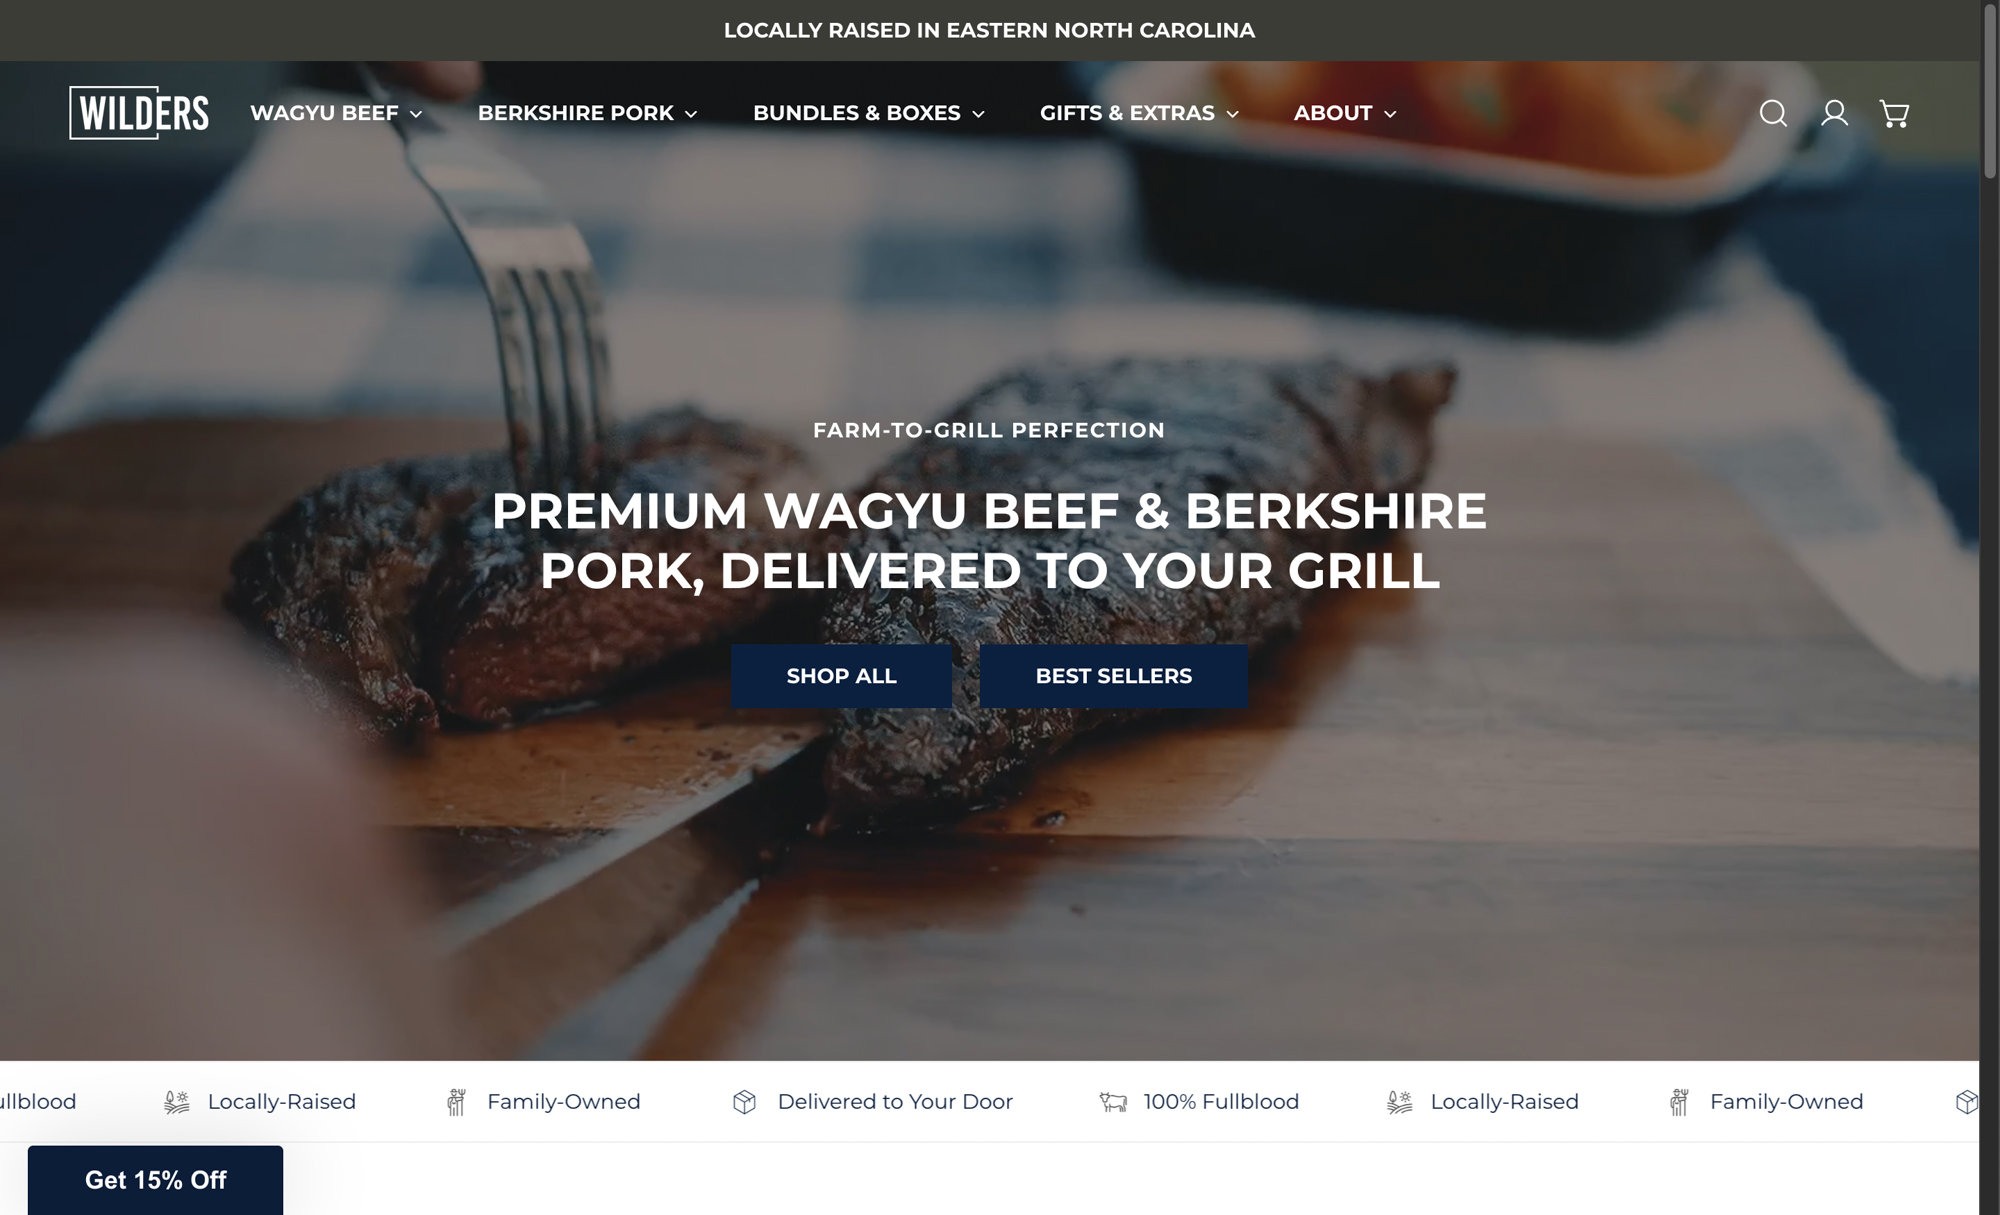 LOCALLY RAISED IN EASTERN NORTH CAROLINA
WILDERS
WAGYU BEEF
BERKSHIRE PORK
BUNDLES & BOXES
GIFTS & EXTRAS
ABOUT
FARM-TO-GRILL PERFECTION
PREMIUM WAGYU BEEF & BERKSHIRE
PORK, DELIVERED TO YOUR GRILL
SHOP ALL
BEST SELLERS
ullblood
Locally-Raised
Family-Owned
Delivered to Your Door
100% Fullblood
Locally-Raised
Family-Owned
Get 15% Off